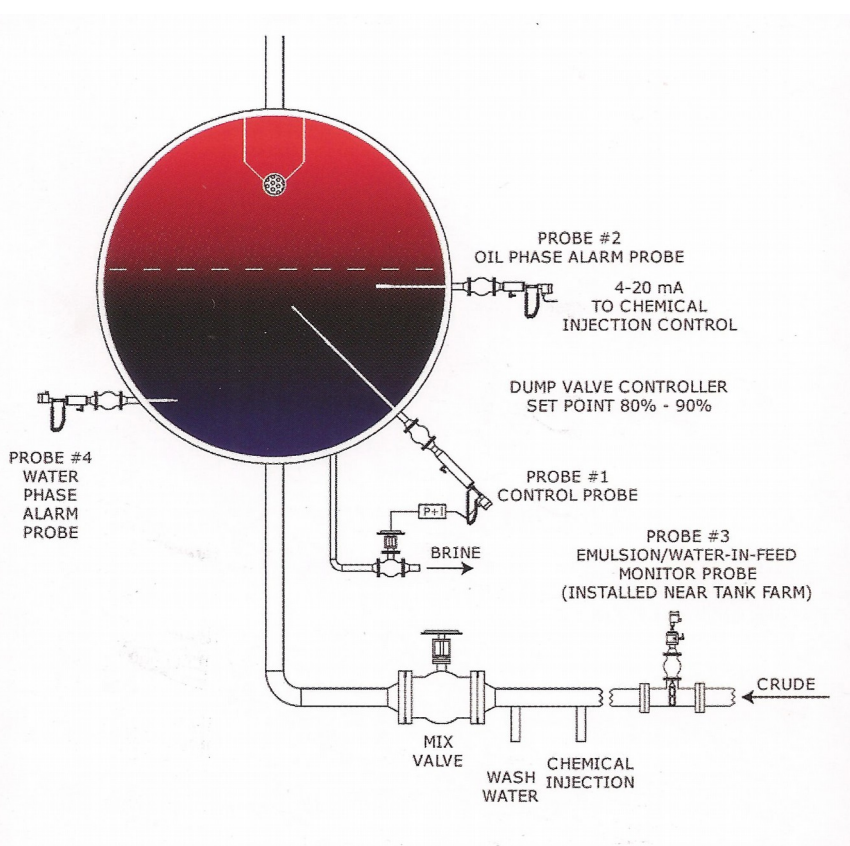 PROBE #2
OIL PHASE ALARM PROBE
4-20 mA
TO CHEMICAL
INJECTION CONTROL
DUMP VALVE CONTROLLER
SET POINT 80% - 90%
PROBE #4
WATER
PHASE
ALARM
PROBE
PROBE #1
CONTROL PROBE
P+I
BRINE
PROBE #3
EMULSION/WATER-IN-FEED
MONITOR PROBE
(INSTALLED NEAR TANK FARM)
CRUDE
MIX
VALVE
WASH
WATER
CHEMICAL
INJECTION